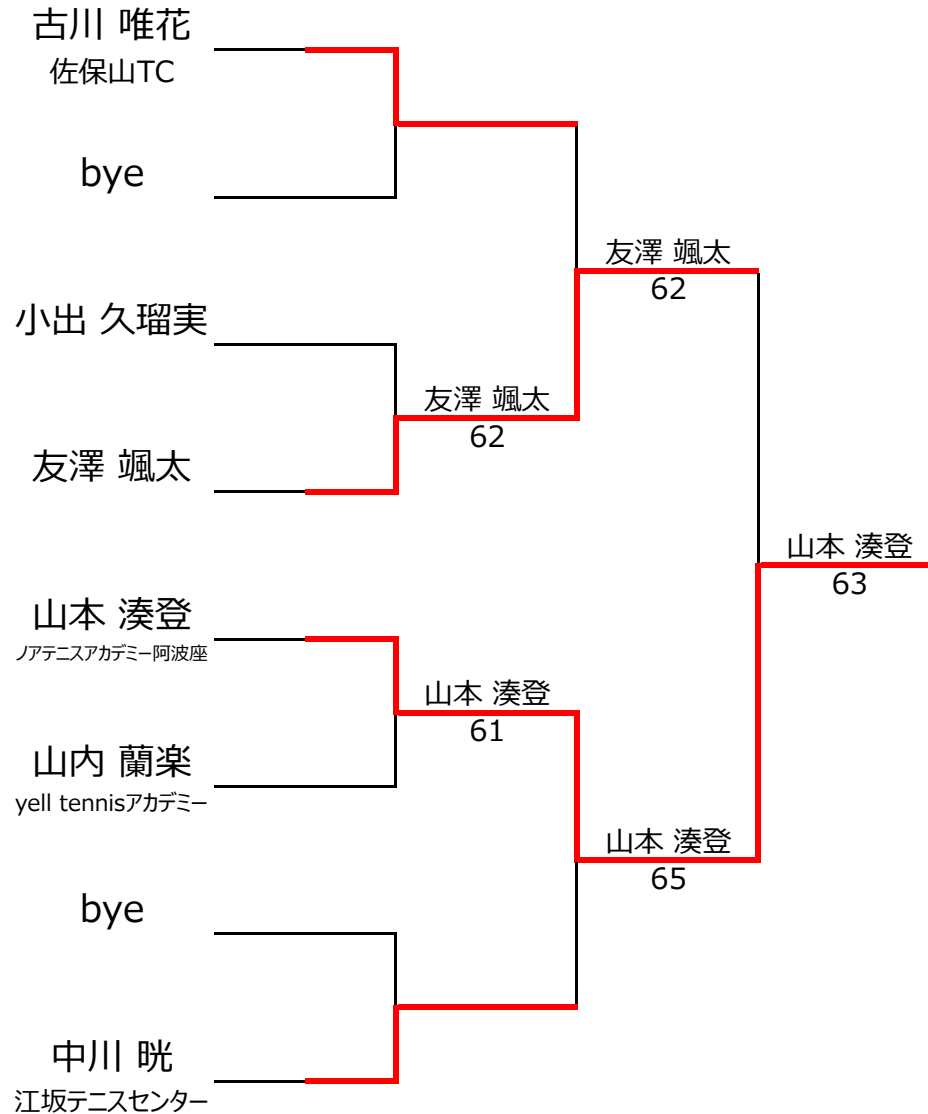 古川 唯花
佐保山TC
bye
小出 久瑠実
友澤 颯太
山本 湊登
ノアテニスアカデミー阿波座
山内 蘭楽
yell tennisアカデミー
bye
中川 晄
江坂テニスセンター
友澤 颯太
62
山本 湊登
61
友澤 颯太
62
山本 湊登
65
山本 湊登
63